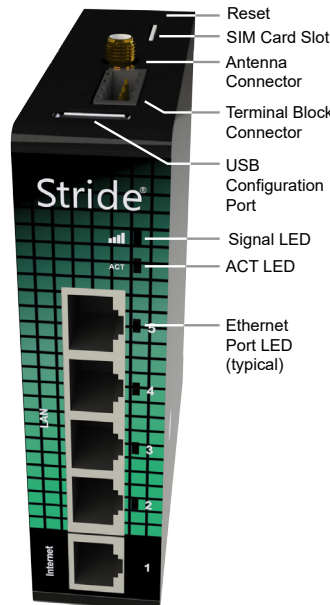 Reset
SIM Card Slot
Antenna
Connector
Terminal Block
Connector
USB
Configuration
Port
Stride®
Signal LED
ACT
ACT LED
5
Ethernet
Port LED
(typical)
4
LAN
3
2
Internet
1